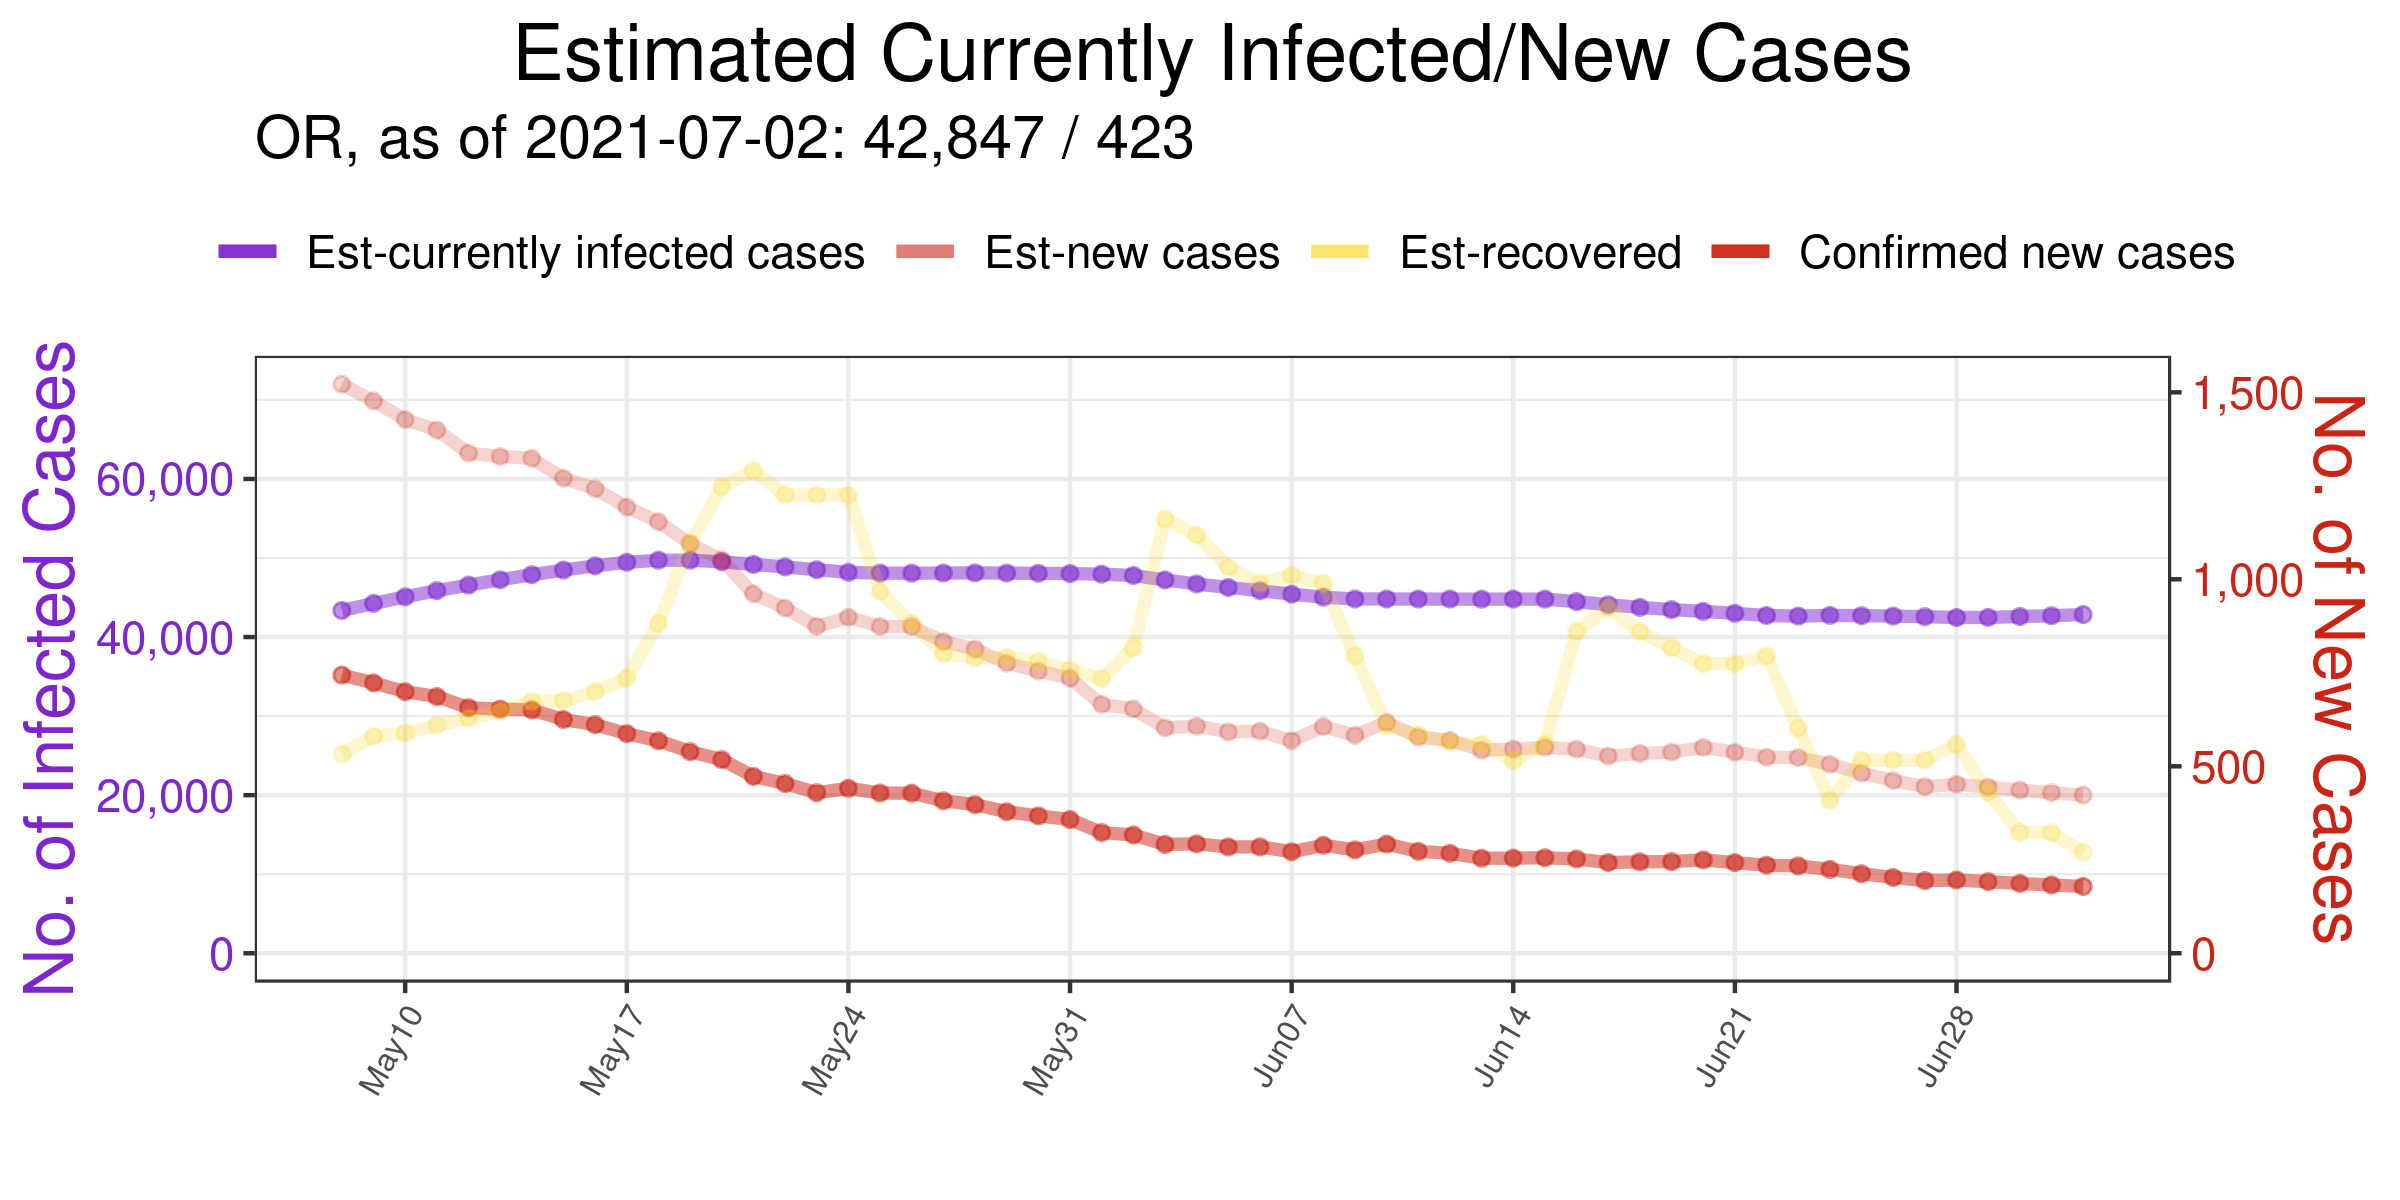 Estimated Currently Infected/New Cases
OR, as of 2021-07-02: 42,847 / 423
Est-currently infected cases Est-new cases Est-recovered Confirmed new cases
No. of Infected Cases
60,000
40,000
20,000
0
1,500
1,000
500
0
No. of New Cases
May10 May17 May24 May31 Jun07 Jun14 Jun21 Jun28